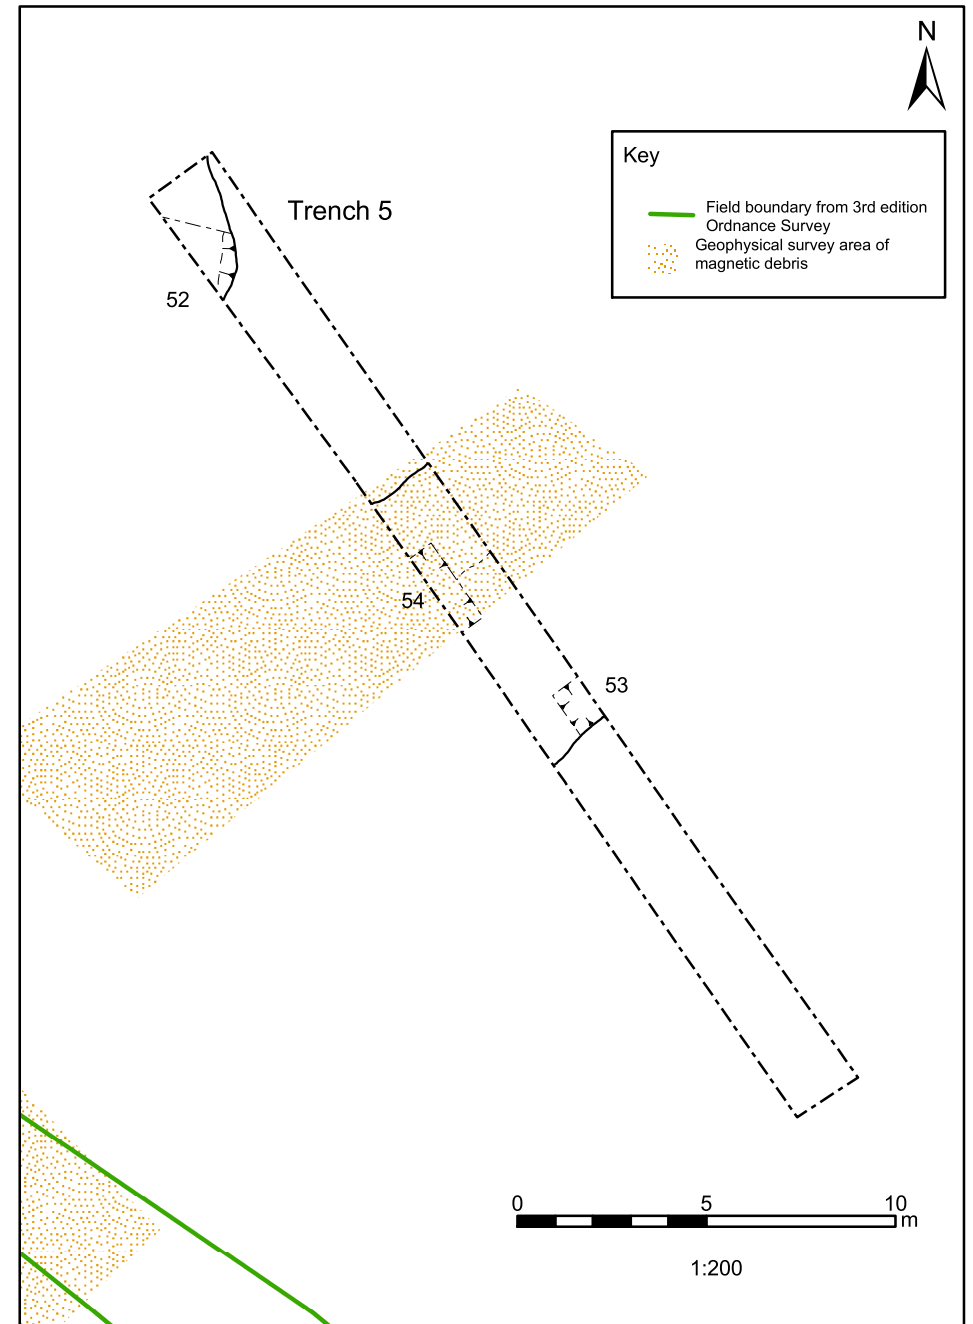 N
Key
Field boundary from 3rd edition
Ordnance Survey
Geophysical survey area of
magnetic debris
Trench 5
52
54
53
0 5 10
m
1:200